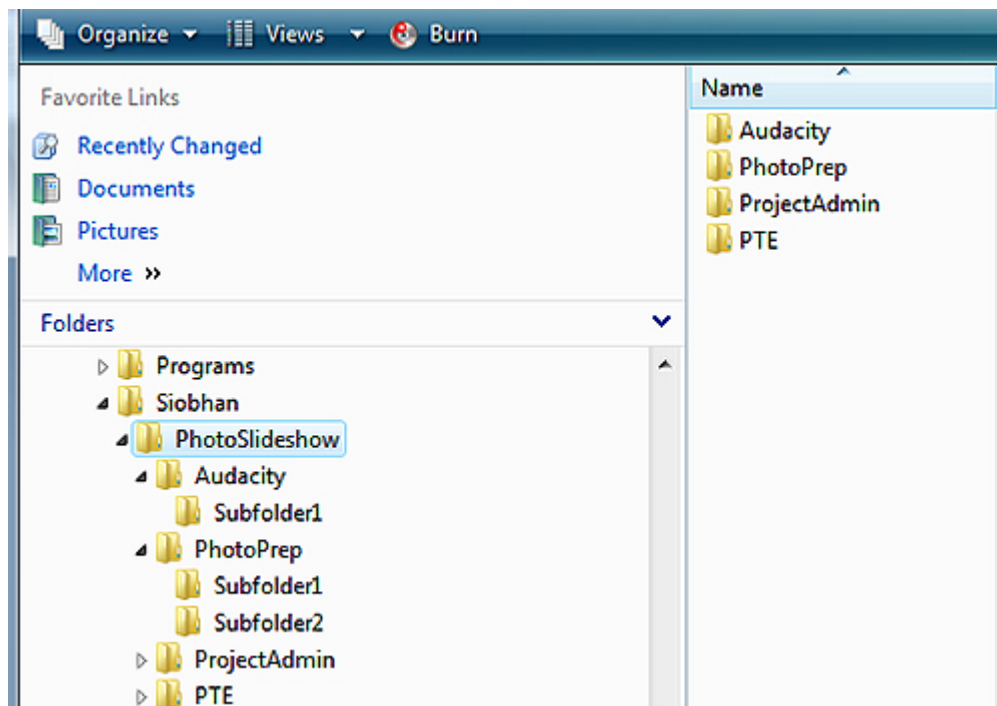 Organize Views Burn
Favorite Links
Recently Changed
Documents
Pictures
More »
Folders
Programs
Siobhan
PhotoSlideshow
Audacity
Subfolder1
PhotoPrep
Subfolder1
Subfolder2
ProjectAdmin
PTE
Name
Audacity
PhotoPrep
ProjectAdmin
PTE